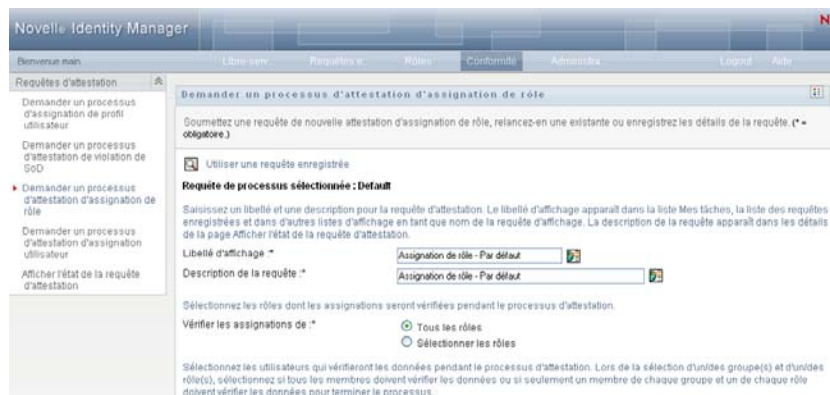 Novell® Identity Manager
N
Bienvenue main
Libre-serv...
Requêtes e...
Rôles
Conformité
Administra...
Logout
Aide
Requêtes d'attestation
Demander un processus
d'assignation de profil
utilisateur
Demander un processus
d'attestation de violation de
SoD
Demander un processus
d'attestation d'assignation de
rôle
Demander un processus
d'attestation d'assignation
utilisateur
Afficher l'état de la requête
d'attestation
Demander un processus d'attestation d'assignation de rôle
Soumettez une requête de nouvelle attestation d'assignation de rôle, relancez-en une existante ou enregistrez les détails de la requête. (* =
obligatoire.)
Utiliser une requête enregistrée
Requête de processus sélectionnée : Default
Saisissez un libellé et une description pour la requête d'attestation. Le libellé d'affichage apparaît dans la liste Mes tâches, la liste des requêtes
enregistrées et dans d'autres listes d'affichage en tant que nom de la requête d'affichage. La description de la requête apparaît dans les détails
de la page Afficher l'état de la requête d'attestation.
Libellé d'affichage :*
Assignation de rôle - Par défaut
Description de la requête :*
Assignation de rôle - Par défaut
Sélectionnez les rôles dont les assignations seront vérifiées pendant le processus d'attestation.
Vérifier les assignations de :*
Tous les rôles
Sélectionner les rôles
Sélectionnez les utilisateurs qui vérifieront les données pendant le processus d'attestation. Lors de la sélection d'un/des groupe(s) et d'un/des
rôle(s), sélectionnez si tous les membres doivent vérifier les données ou si seulement un membre de chaque groupe et un de chaque rôle
doivent vérifier les données pour terminer le processus.